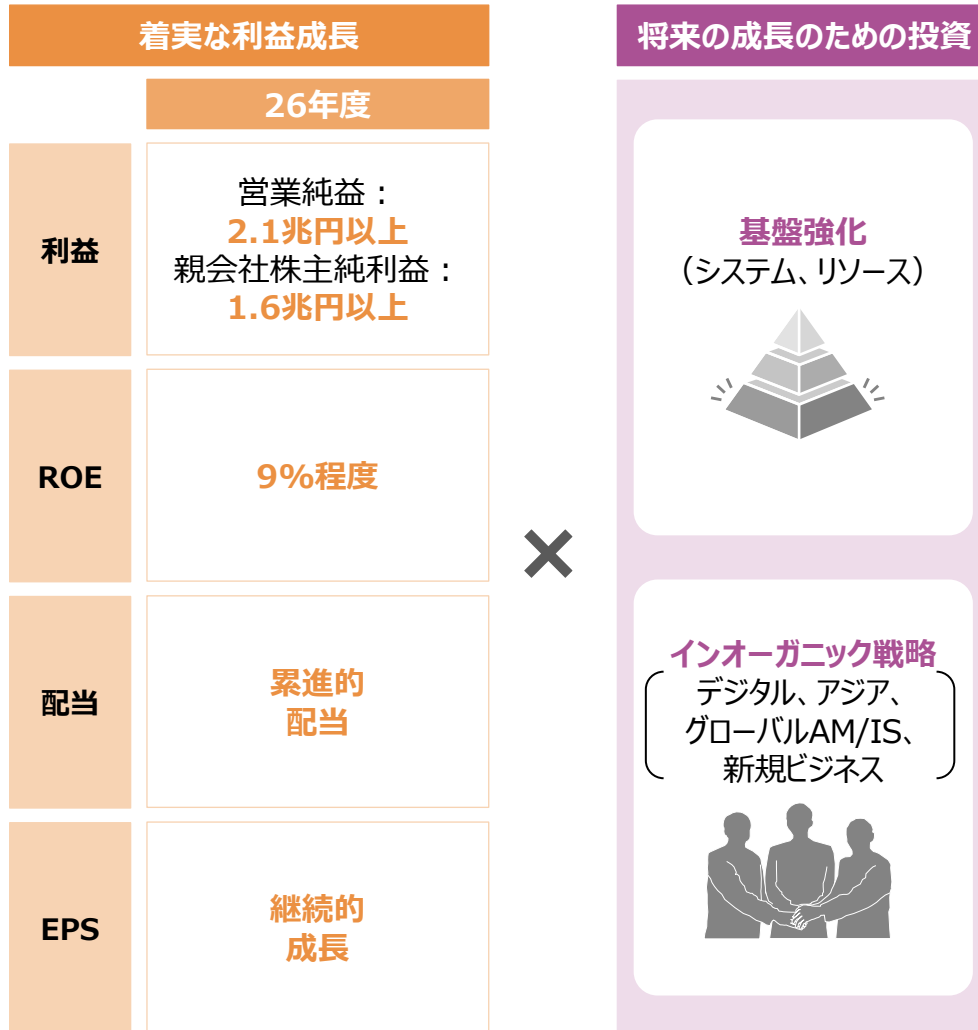 着実な利益成長
26年度
利益
営業純益：
2.1兆円以上
親会社株主純利益：
1.6兆円以上
ROE
9%程度
配当
累進的
配当
EPS
継続的
成長
×
将来の成長のための投資
基盤強化
（システム、リソース）
インオーガニック戦略
デジタル、アジア、
グローバルAM/IS、
新規ビジネス